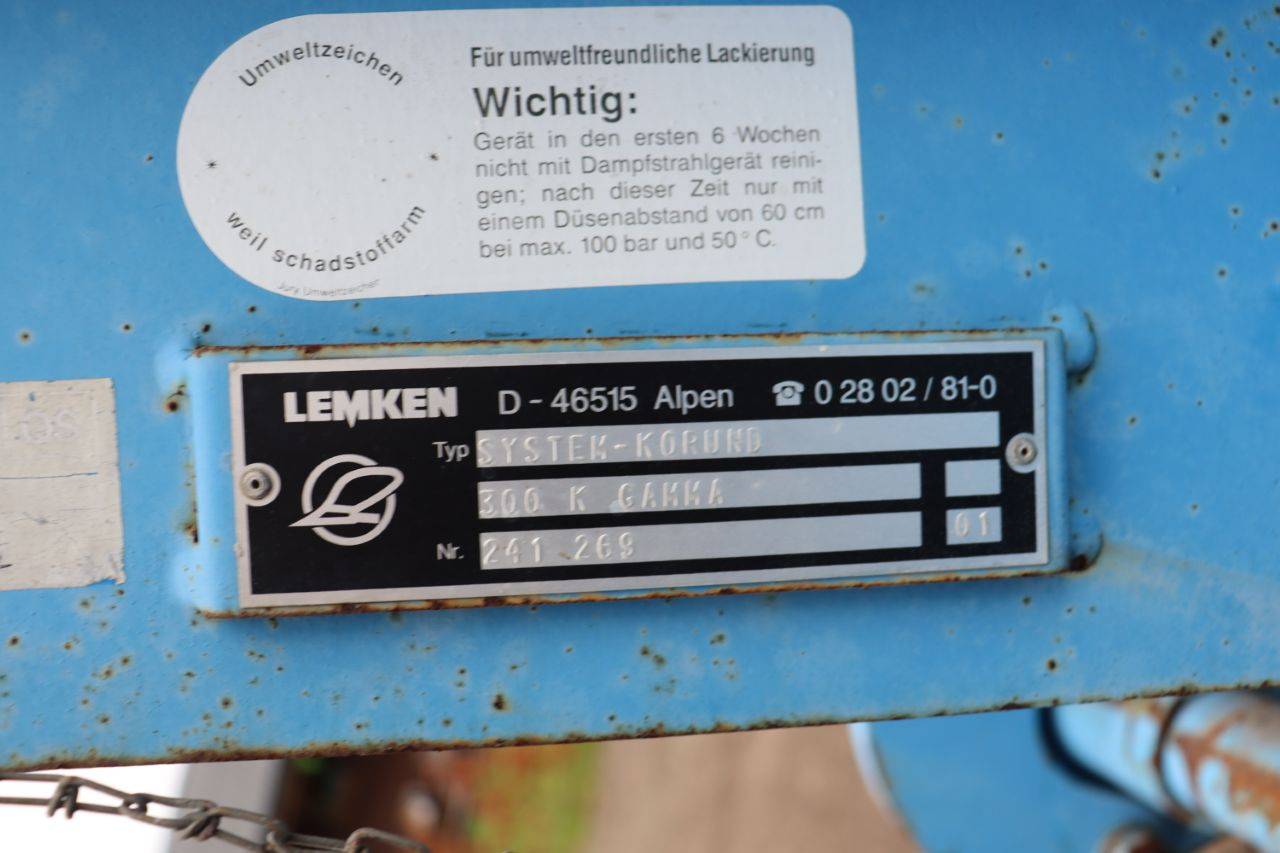 Umweltzeichen
weil schadstoffarm
Jury Umweltzeichen
Für umweltfreundliche Lackierung
Wichtig:
Gerät in den ersten 6 Wochen
nicht mit Dampfstrahlgerät reini-
gen; nach dieser Zeit nur mit
einem Düsenabstand von 60 cm
bei max. 100 bar und 50° C.
LEMKEN D - 46515 Alpen ☎ 0 28 02 / 81-0
Typ SYSTEM-KORUND
300 K GAMMA
Nr. 241 269 01